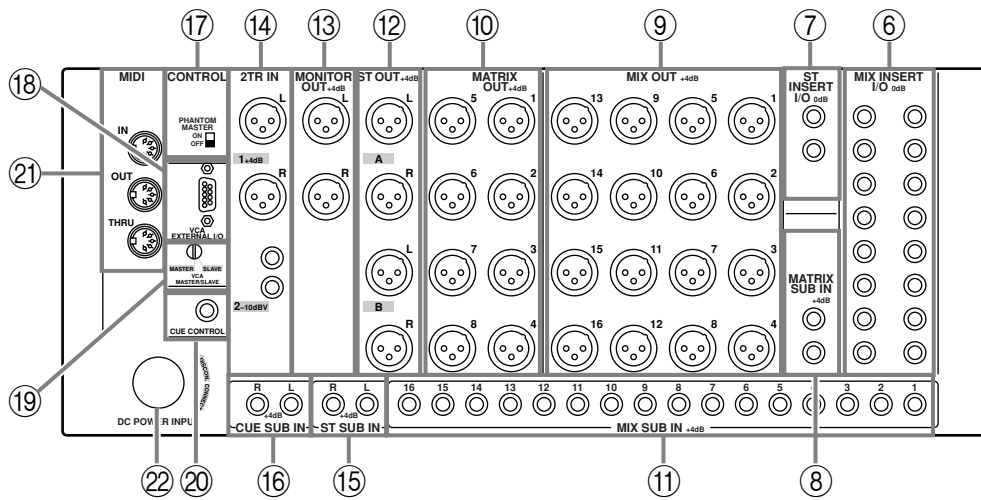 ⑰ ⑭ ⑬ ⑫ ⑩ ⑨ ⑦ ⑥
⑱
㉑
⑲
MIDI
IN
OUT
THRU
CONTROL
PHANTOM
MASTER
ON
OFF
VCA
EXTERNAL I/O
MASTER SLAVE
VCA
MASTER/SLAVE
CUE CONTROL
DC POWER INPUT
2TR IN
L
1+4dB
R
2–10dBV
MONITOR
OUT+4dB
L
R
ST OUT+4dB
L
A
R
L
B
R
MATRIX
OUT+4dB
5 1
6 2
7 3
8 4
MIX OUT +4dB
13 9 5 1
14 10 6 2
15 11 7 3
16 12 8 4
ST
INSERT
I/O 0dB
MATRIX
SUB IN
+4dB
MIX INSERT
I/O 0dB
R L
+4dB
CUE SUB IN
R L
+4dB
ST SUB IN
16 15 14 13 12 11 10 9 8 7 6 5 4 3 2 1
MIX SUB IN +4dB
㉒ ⑳ ⑯ ⑮ ⑪ ⑧